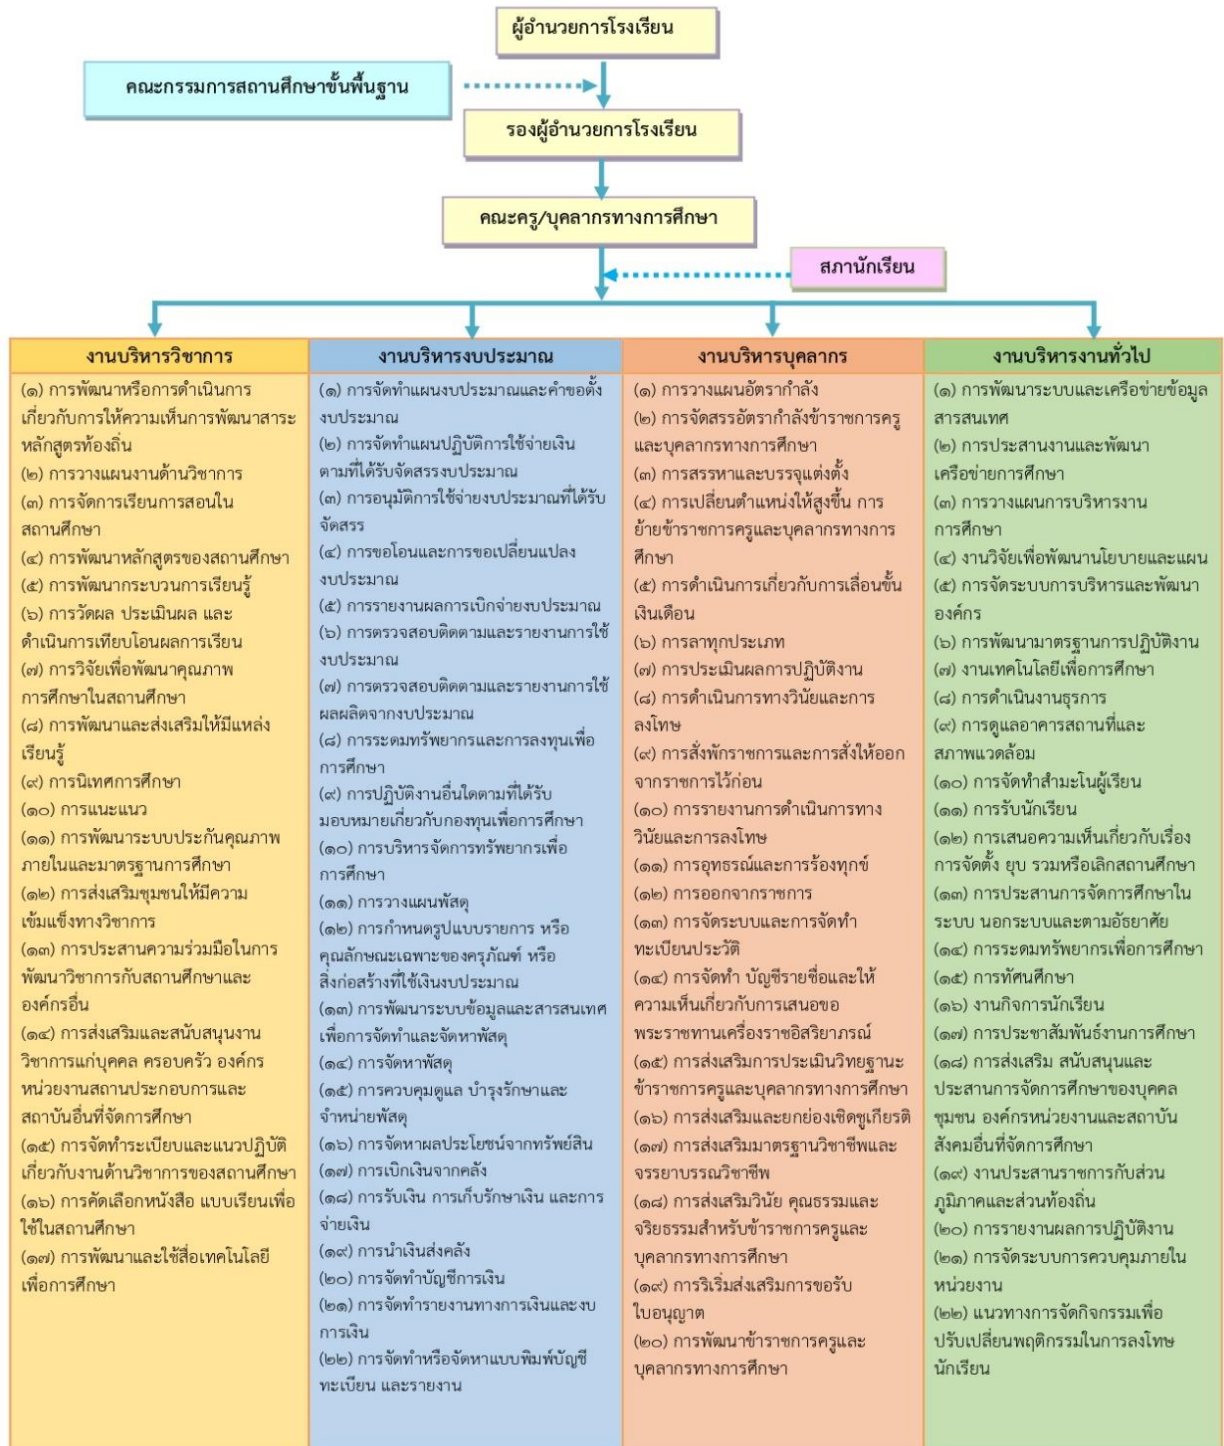 ผู้อำนวยการโรงเรียน
คณะกรรมการสถานศึกษาขั้นพื้นฐาน
รองผู้อำนวยการโรงเรียน
คณะครู/บุคลากรทางการศึกษา
สภานักเรียน
งานบริหารวิชาการ
(๑) การพัฒนาหรือการดำเนินการ
เกี่ยวกับการให้ความเห็นการพัฒนาสาระ
หลักสูตรท้องถิ่น
(๒) การวางแผนงานด้านวิชาการ
(๓) การจัดการเรียนการสอนใน
สถานศึกษา
(๔) การพัฒนาหลักสูตรของสถานศึกษา
(๕) การพัฒนากระบวนการเรียนรู้
(๖) การวัดผล ประเมินผล และ
ดำเนินการเทียบโอนผลการเรียน
(๗) การวิจัยเพื่อพัฒนาคุณภาพ
การศึกษาในสถานศึกษา
(๘) การพัฒนาและส่งเสริมให้มีแหล่ง
เรียนรู้
(๙) การนิเทศการศึกษา
(๑๐) การแนะแนว
(๑๑) การพัฒนาระบบประกันคุณภาพ
ภายในและมาตรฐานการศึกษา
(๑๒) การส่งเสริมชุมชนให้มีความ
เข้มแข็งทางวิชาการ
(๑๓) การประสานความร่วมมือในการ
พัฒนาวิชาการกับสถานศึกษาและ
องค์กรอื่น
(๑๔) การส่งเสริมและสนับสนุนงาน
วิชาการแก่บุคคล ครอบครัว องค์กร
หน่วยงานสถานประกอบการและ
สถาบันอื่นที่จัดการศึกษา
(๑๕) การจัดทำระเบียบและแนวปฏิบัติ
เกี่ยวกับงานด้านวิชาการของสถานศึกษา
(๑๖) การคัดเลือกหนังสือ แบบเรียนเพื่อ
ใช้ในสถานศึกษา
(๑๗) การพัฒนาและใช้สื่อเทคโนโลยี
เพื่อการศึกษา
งานบริหารงบประมาณ
(๑) การจัดทำแผนงบประมาณและคำขอตั้ง
งบประมาณ
(๒) การจัดทำแผนปฏิบัติการใช้จ่ายเงิน
ตามที่ได้รับจัดสรรงบประมาณ
(๓) การอนุมัติการใช้จ่ายงบประมาณที่ได้รับ
จัดสรร
(๔) การขอโอนและการขอเปลี่ยนแปลง
งบประมาณ
(๕) การรายงานผลการเบิกจ่ายงบประมาณ
(๖) การตรวจสอบติดตามและรายงานการใช้
งบประมาณ
(๗) การตรวจสอบติดตามและรายงานการใช้
ผลผลิตจากงบประมาณ
(๘) การระดมทรัพยากรและการลงทุนเพื่อ
การศึกษา
(๙) การปฏิบัติงานอื่นใดตามที่ได้รับ
มอบหมายเกี่ยวกับกองทุนเพื่อการศึกษา
(๑๐) การบริหารจัดการทรัพยากรเพื่อ
การศึกษา
(๑๑) การวางแผนพัสดุ
(๑๒) การกำหนดรูปแบบรายการ หรือ
คุณลักษณะเฉพาะของครุภัณฑ์ หรือ
สิ่งก่อสร้างที่ใช้เงินงบประมาณ
(๑๓) การพัฒนาระบบข้อมูลและสารสนเทศ
เพื่อการจัดทำและจัดหาพัสดุ
(๑๔) การจัดหาพัสดุ
(๑๕) การควบคุมดูแล บำรุงรักษาและ
จำหน่ายพัสดุ
(๑๖) การจัดหาผลประโยชน์จากทรัพย์สิน
(๑๗) การเบิกเงินจากคลัง
(๑๘) การรับเงิน การเก็บรักษาเงิน และการ
จ่ายเงิน
(๑๙) การนำเงินส่งคลัง
(๒๐) การจัดทำบัญชีการเงิน
(๒๑) การจัดทำรายงานทางการเงินและงบ
การเงิน
(๒๒) การจัดทำหรือจัดหาแบบพิมพ์บัญชี
ทะเบียน และรายงาน
งานบริหารบุคลากร
(๑) การวางแผนอัตรากำลัง
(๒) การจัดสรรอัตรากำลังข้าราชการครู
และบุคลากรทางการศึกษา
(๓) การสรรหาและบรรจุแต่งตั้ง
(๔) การเปลี่ยนตำแหน่งให้สูงขึ้น การ
ย้ายข้าราชการครูและบุคลากรทางการ
ศึกษา
(๕) การดำเนินการเกี่ยวกับการเลื่อนขั้น
เงินเดือน
(๖) การลาทุกประเภท
(๗) การประเมินผลการปฏิบัติงาน
(๘) การดำเนินการทางวินัยและการ
ลงโทษ
(๙) การสั่งพักราชการและการสั่งให้ออก
จากราชการไว้ก่อน
(๑๐) การรายงานการดำเนินการทาง
วินัยและการลงโทษ
(๑๑) การอุทธรณ์และการร้องทุกข์
(๑๒) การออกจากราชการ
(๑๓) การจัดระบบและการจัดทำ
ทะเบียนประวัติ
(๑๔) การจัดทำ บัญชีรายชื่อและให้
ความเห็นเกี่ยวกับการเสนอขอ
พระราชทานเครื่องราชอิสริยาภรณ์
(๑๕) การส่งเสริมการประเมินวิทยฐานะ
ข้าราชการครูและบุคลากรทางการศึกษา
(๑๖) การส่งเสริมและยกย่องเชิดชูเกียรติ
(๑๗) การส่งเสริมมาตรฐานวิชาชีพและ
จรรยาบรรณวิชาชีพ
(๑๘) การส่งเสริมวินัย คุณธรรมและ
จริยธรรมสำหรับข้าราชการครูและ
บุคลากรทางการศึกษา
(๑๙) การริเริ่มส่งเสริมการขอรับ
ใบอนุญาต
(๒๐) การพัฒนาข้าราชการครูและ
บุคลากรทางการศึกษา
งานบริหารงานทั่วไป
(๑) การพัฒนาระบบและเครือข่ายข้อมูล
สารสนเทศ
(๒) การประสานงานและพัฒนา
เครือข่ายการศึกษา
(๓) การวางแผนการบริหารงาน
การศึกษา
(๔) งานวิจัยเพื่อพัฒนานโยบายและแผน
(๕) การจัดระบบการบริหารและพัฒนา
องค์กร
(๖) การพัฒนามาตรฐานการปฏิบัติงาน
(๗) งานเทคโนโลยีเพื่อการศึกษา
(๘) การดำเนินงานธุรการ
(๙) การดูแลอาคารสถานที่และ
สภาพแวดล้อม
(๑๐) การจัดทำสำมะโนผู้เรียน
(๑๑) การรับนักเรียน
(๑๒) การเสนอความเห็นเกี่ยวกับเรื่อง
การจัดตั้ง ยุบ รวมหรือเลิกสถานศึกษา
(๑๓) การประสานการจัดการศึกษาใน
ระบบ นอกระบบและตามอัธยาศัย
(๑๔) การระดมทรัพยากรเพื่อการศึกษา
(๑๕) การทัศนศึกษา
(๑๖) งานกิจการนักเรียน
(๑๗) การประชาสัมพันธ์งานการศึกษา
(๑๘) การส่งเสริม สนับสนุนและ
ประสานการจัดการศึกษาของบุคคล
ชุมชน องค์กรหน่วยงานและสถาบัน
สังคมอื่นที่จัดการศึกษา
(๑๙) งานประสานราชการกับส่วน
ภูมิภาคและส่วนท้องถิ่น
(๒๐) การรายงานผลการปฏิบัติงาน
(๒๑) การจัดระบบการควบคุมภายใน
หน่วยงาน
(๒๒) แนวทางการจัดกิจกรรมเพื่อ
ปรับเปลี่ยนพฤติกรรมในการลงโทษ
นักเรียน